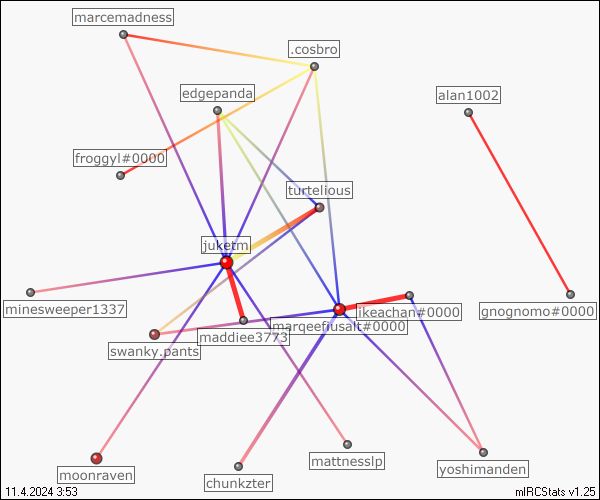 marcemadness
.cosbro
edgepanda
alan1002
froggyl#0000
turtelious
juketm
minesweeper1337
ikeachan#0000
gnognomo#0000
marqeefiusalt#0000
maddiee3773
swanky.pants
moonraven
mattnesslp
yoshimanden
chunkzter
11.4.2024 3:53
mIRCStats v1.25